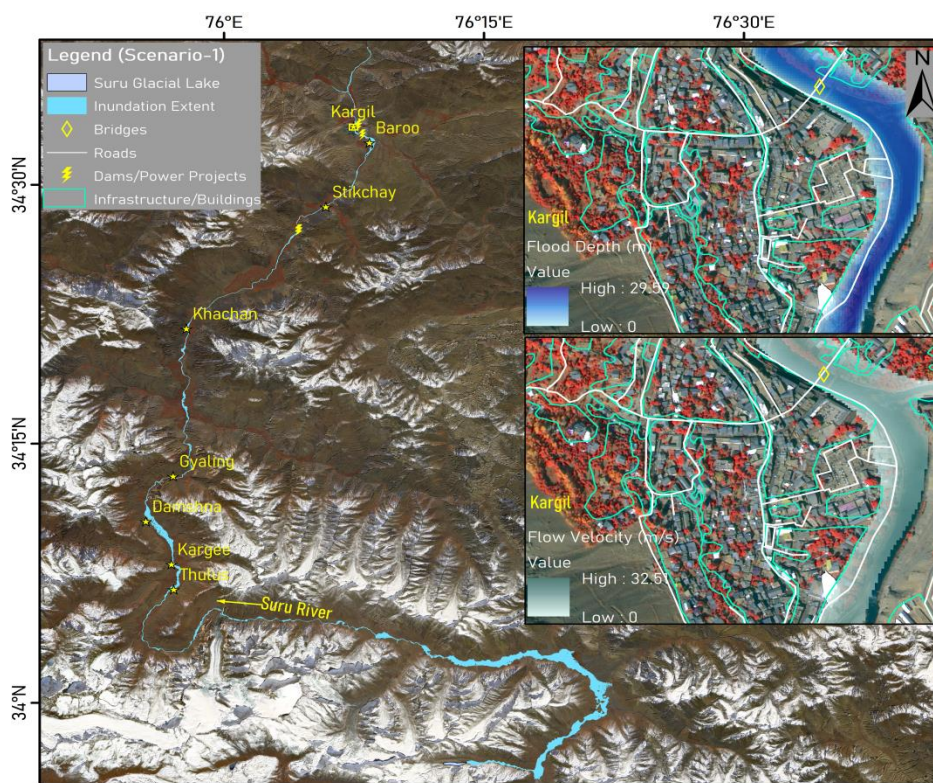 76°E
76°15'E
76°30'E
34°30'N
34°15'N
34°N
Legend (Scenario-1)
Suru Glacial Lake
Inundation Extent
Bridges
Roads
Dams/Power Projects
Infrastructure/Buildings
Kargil
Baroo
Stikchay
Khachan
Gyaling
Damshna
Kargee
Thulus
Suru River
N
Kargil
Flood Depth (m)
Value
High : 29.59
Low : 0
Kargil
Flow Velocity (m/s)
Value
High : 32.51
Low : 0